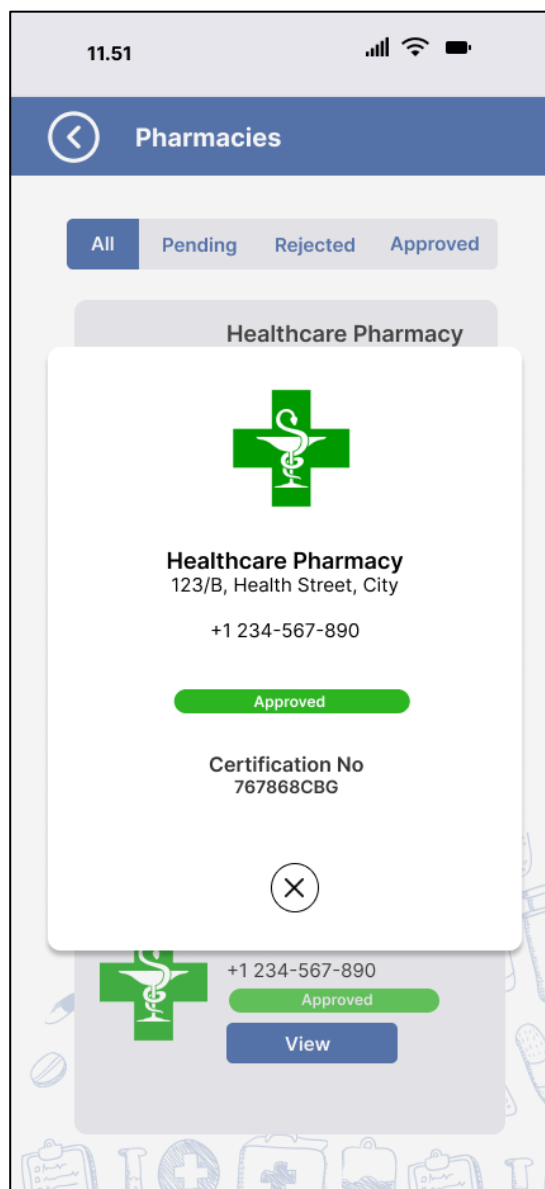 11.51
Pharmacies
All Pending Rejected Approved
Healthcare Pharmacy
Healthcare Pharmacy
123/B, Health Street, City
+1 234-567-890
Approved
Certification No
767868CBG
+1 234-567-890
Approved
View